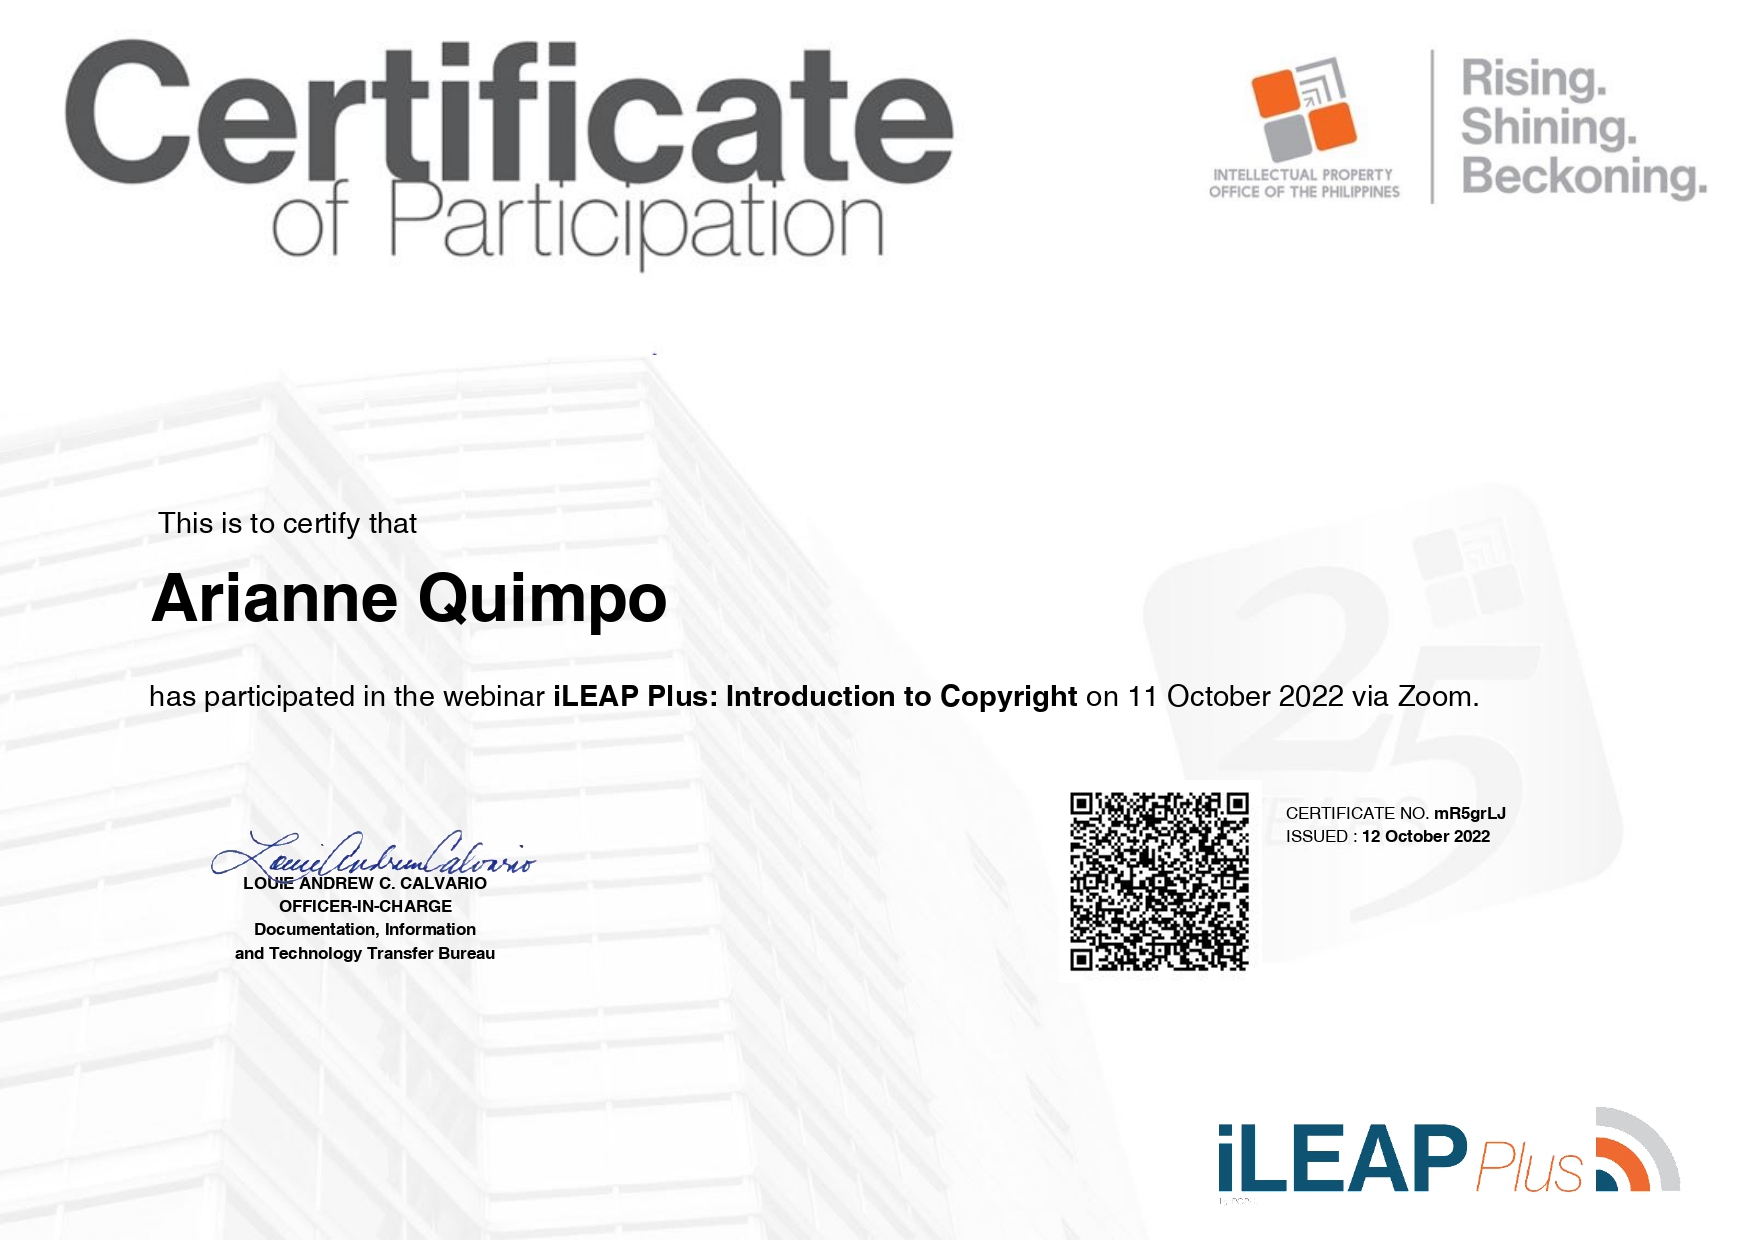 Certificate
of Participation
INTELLECTUAL PROPERTY
OFFICE OF THE PHILIPPINES
Rising.
Shining.
Beckoning.
This is to certify that
Arianne Quimpo
has participated in the webinar iLEAP Plus: Introduction to Copyright on 11 October 2022 via Zoom.
25
Louie Andrew Calvario
LOUIE ANDREW C. CALVARIO
OFFICER-IN-CHARGE
Documentation, Information
and Technology Transfer Bureau
CERTIFICATE NO. mR5grLJ
ISSUED : 12 October 2022
iLEAP Plus